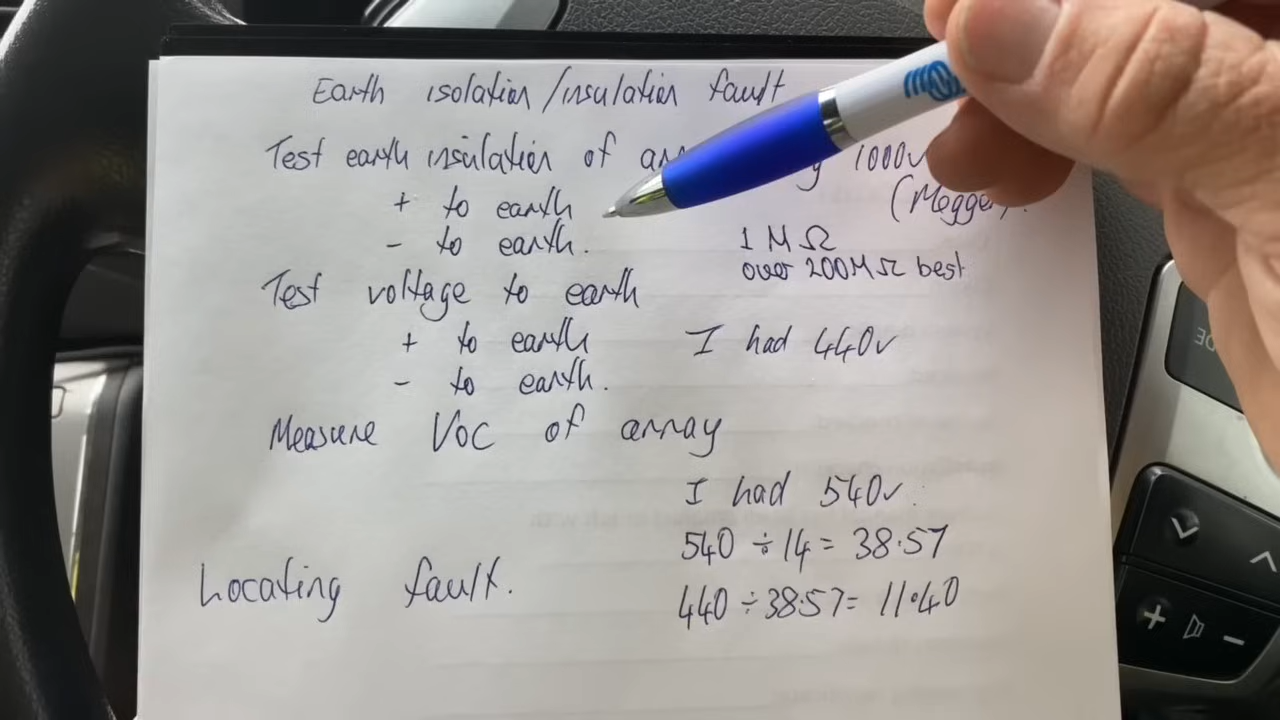 Earth isolation/insulation fault
Test earth insulation of 1000v
+ to earth (Megger).
- to earth. 1 MΩ
over 200MΩ best
Test voltage to earth
+ to earth I had 440v
- to earth.
Measure Voc of array
I had 540v.
540 ÷ 14 = 38.57
Locating fault. 440 ÷ 38.57 = 11.40